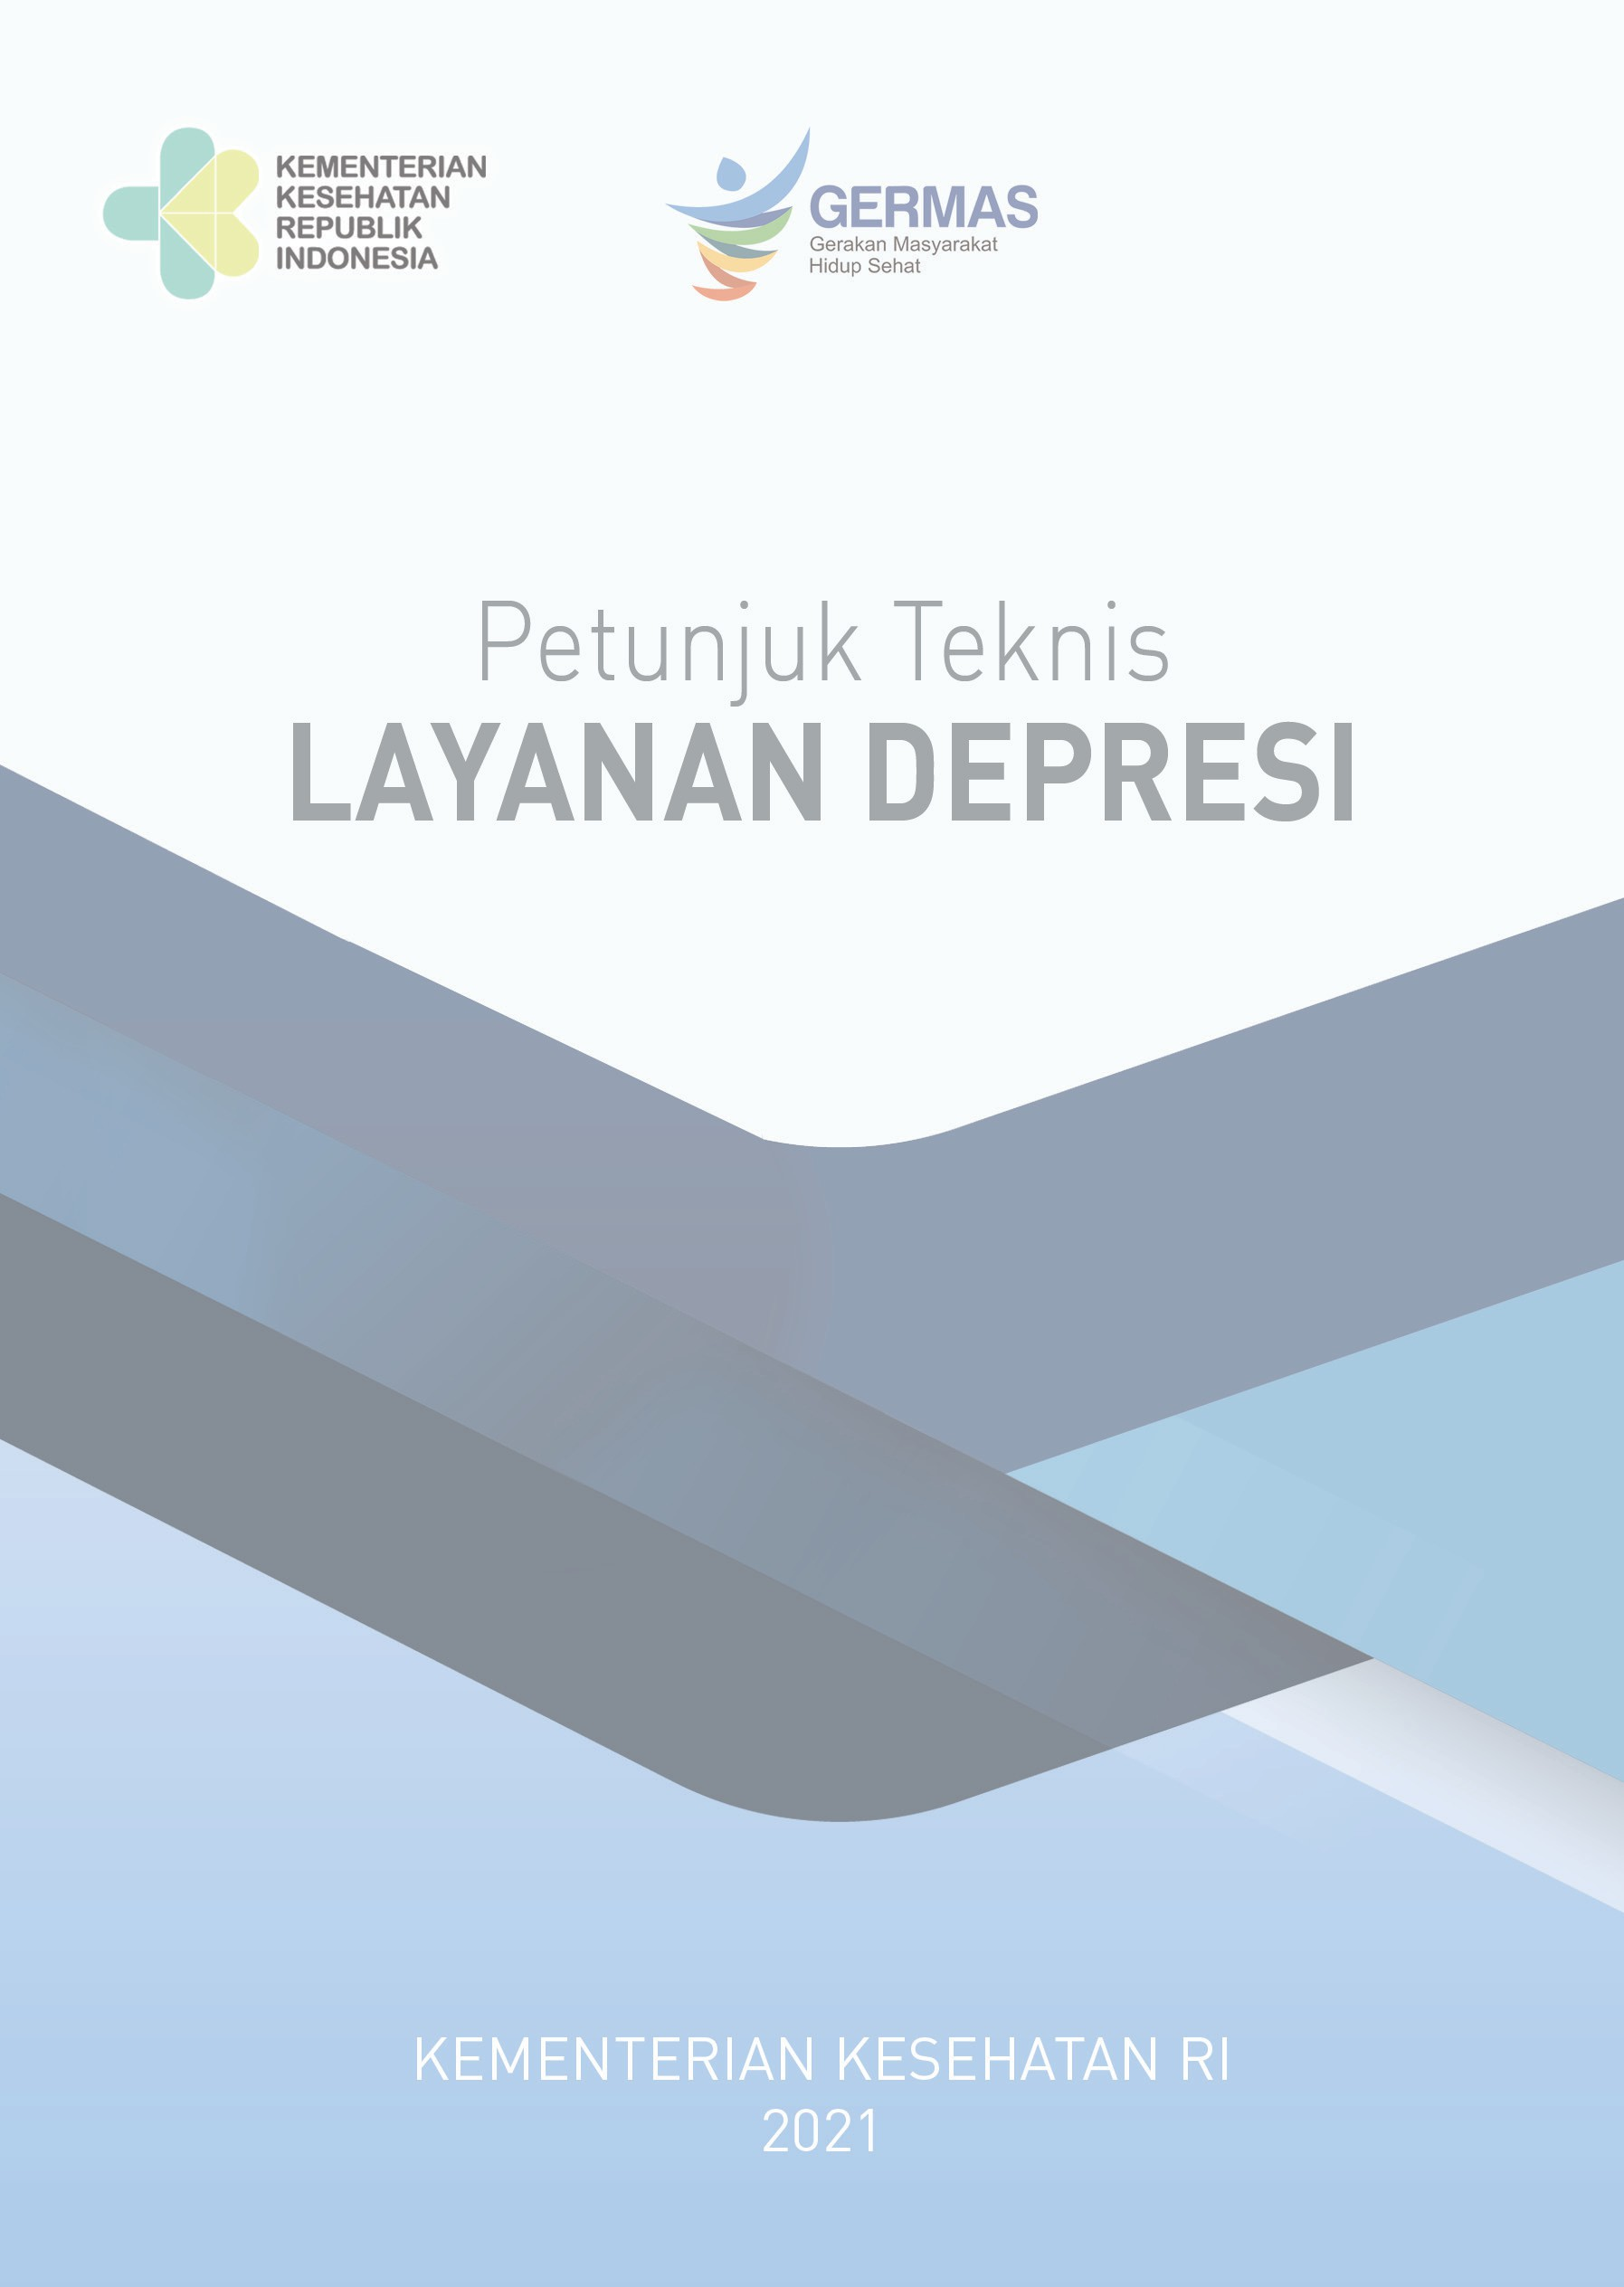 KEMENTERIAN
KESEHATAN
REPUBLIK
INDONESIA
GERMAS
Gerakan Masyarakat
Hidup Sehat
Petunjuk Teknis
LAYANAN DEPRESI
KEMENTERIAN KESEHATAN RI
2021